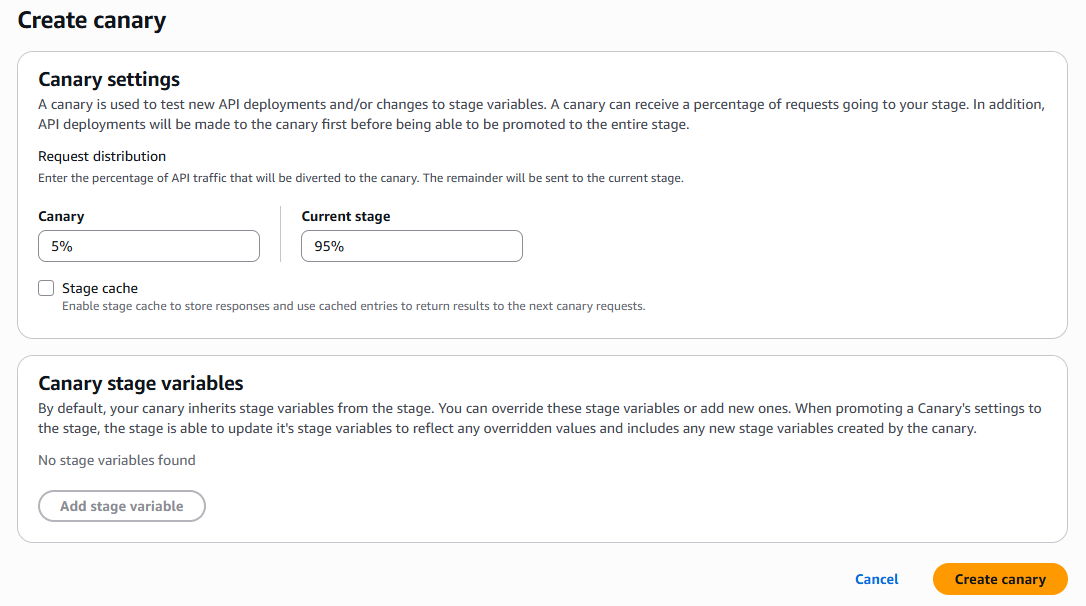 Create canary
Canary settings
A canary is used to test new API deployments and/or changes to stage variables. A canary can receive a percentage of requests going to your stage. In addition,
API deployments will be made to the canary first before being able to be promoted to the entire stage.
Request distribution
Enter the percentage of API traffic that will be diverted to the canary. The remainder will be sent to the current stage.
Canary
Current stage
5%
95%
Stage cache
Enable stage cache to store responses and use cached entries to return results to the next canary requests.
Canary stage variables
By default, your canary inherits stage variables from the stage. You can override these stage variables or add new ones. When promoting a Canary's settings to
the stage, the stage is able to update it's stage variables to reflect any overridden values and includes any new stage variables created by the canary.
No stage variables found
Add stage variable
Cancel
Create canary